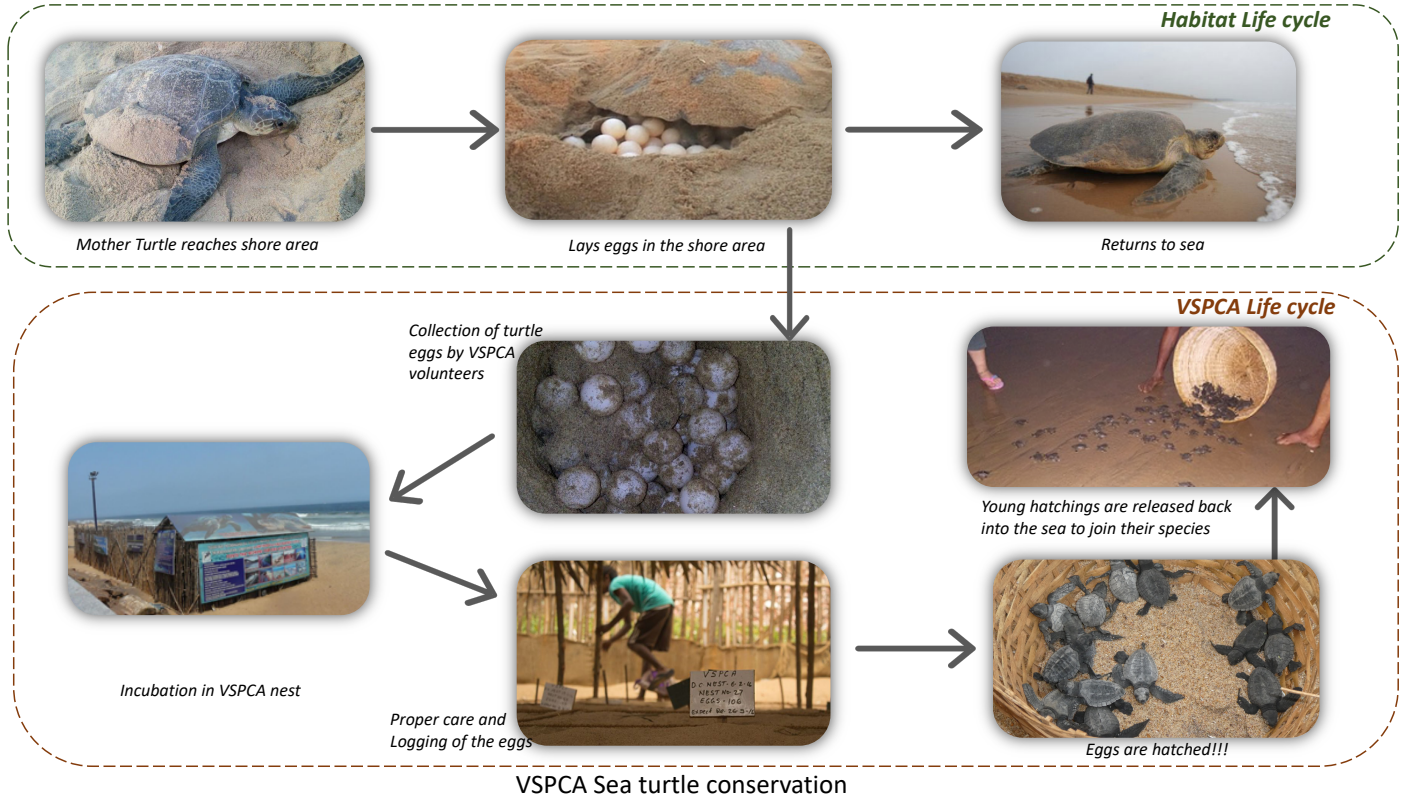 Habitat Life cycle
Mother Turtle reaches shore area
Lays eggs in the shore area
Returns to sea
VSPCA Life cycle
Collection of turtle
eggs by VSPCA
volunteers
Young hatchings are released back
into the sea to join their species
Incubation in VSPCA nest
VSPCA
NEST No-27
EGGS-106
Proper care and
Logging of the eggs
Eggs are hatched!!!
VSPCA Sea turtle conservation